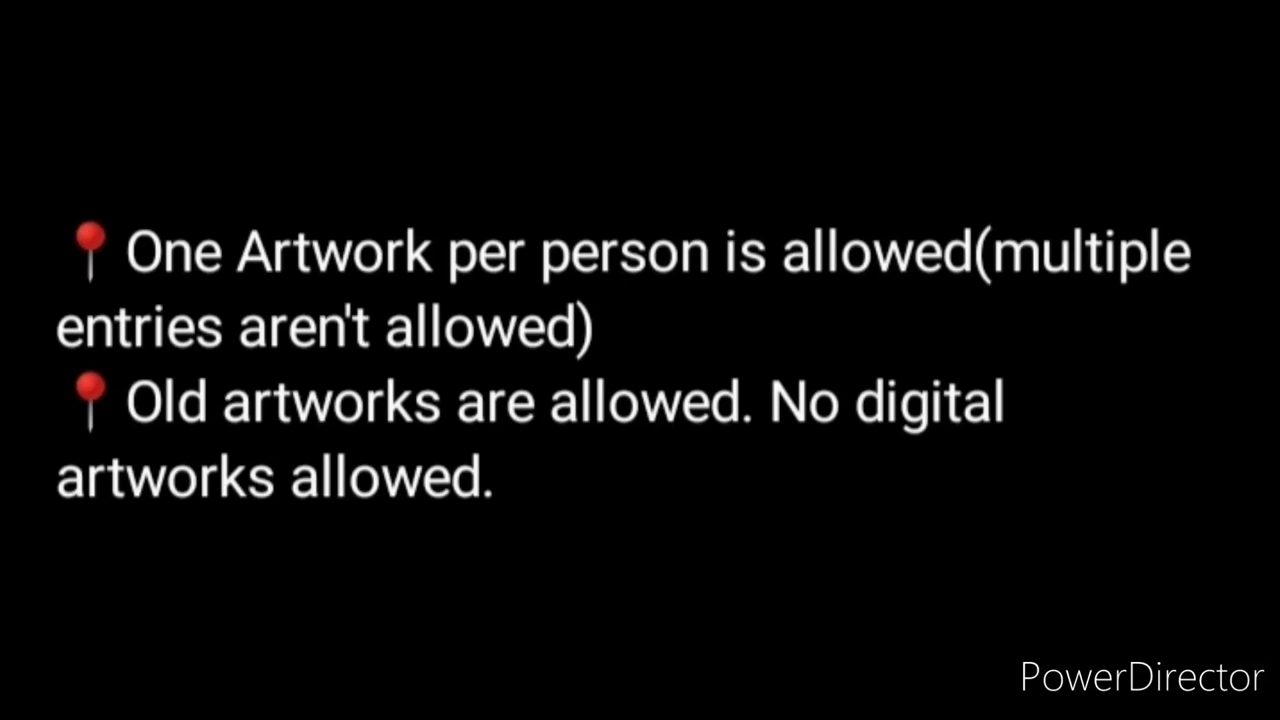 📍One Artwork per person is allowed(multiple
entries aren't allowed)
📍Old artworks are allowed. No digital
artworks allowed.
PowerDirector